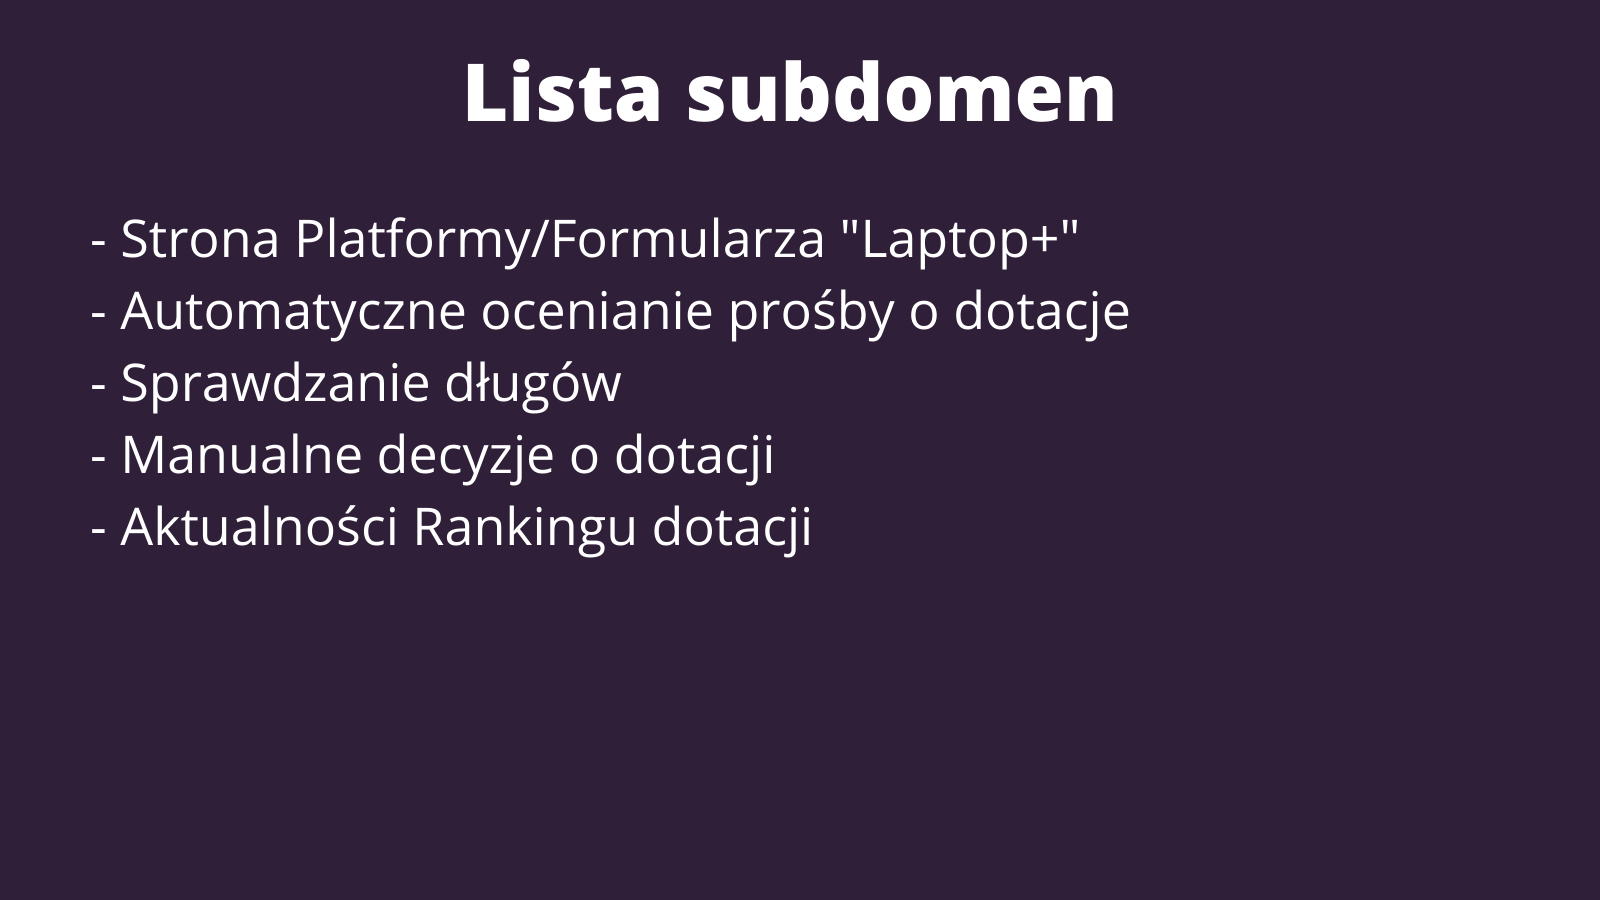 Lista subdomen
- Strona Platformy/Formularza "Laptop+"
- Automatyczne ocenianie prośby o dotacje
- Sprawdzanie długów
- Manualne decyzje o dotacji
- Aktualności Rankingu dotacji